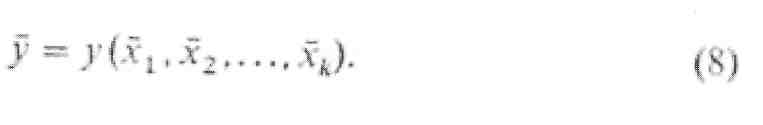 ȳ = y(x̄₁, x̄₂, ..., x̄ₖ). (8)